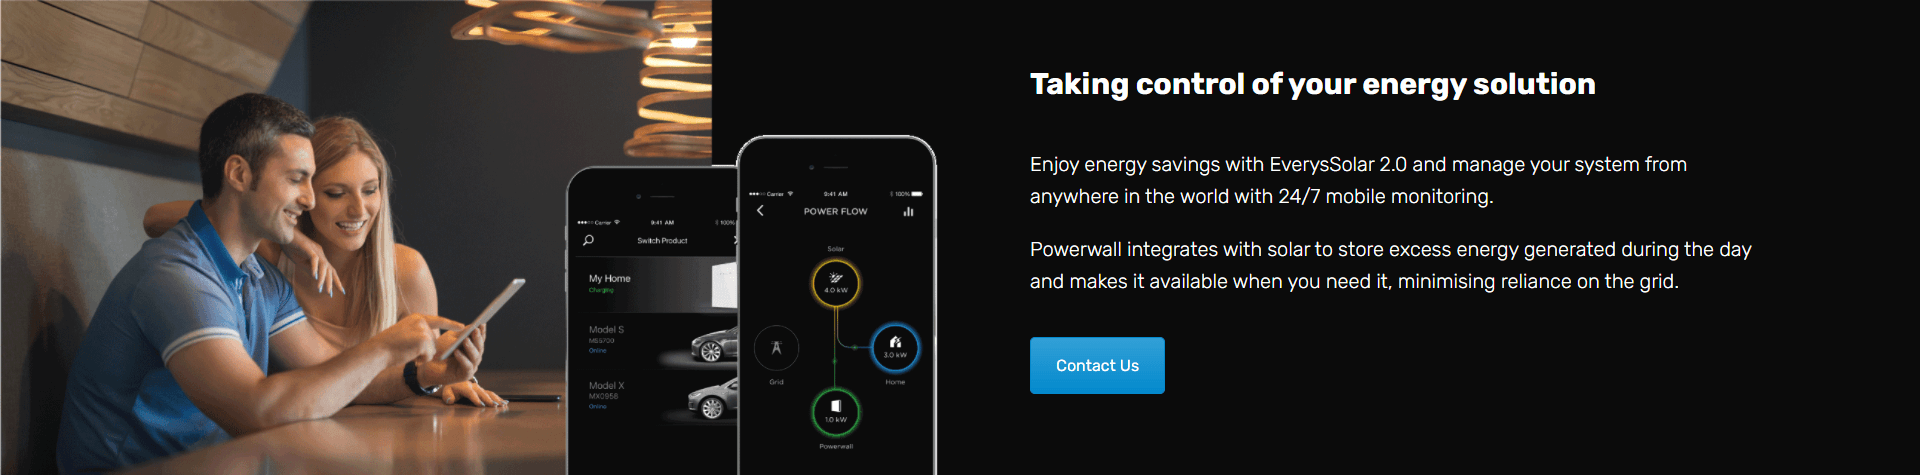 Taking control of your energy solution
Enjoy energy savings with EverysSolar 2.0 and manage your system from
anywhere in the world with 24/7 mobile monitoring.
Powerwall integrates with solar to store excess energy generated during the day
and makes it available when you need it, minimising reliance on the grid.
Contact Us
Carrier 9:41 AM 100%
Switch Product
My Home
Charging
Model S
Online
Model X
MX0956
Online
Carrier 9:41 AM 100%
POWER FLOW
Solar
4.0 kW
3.0 kW
Grid
Home
1.0 kW
Powerwall